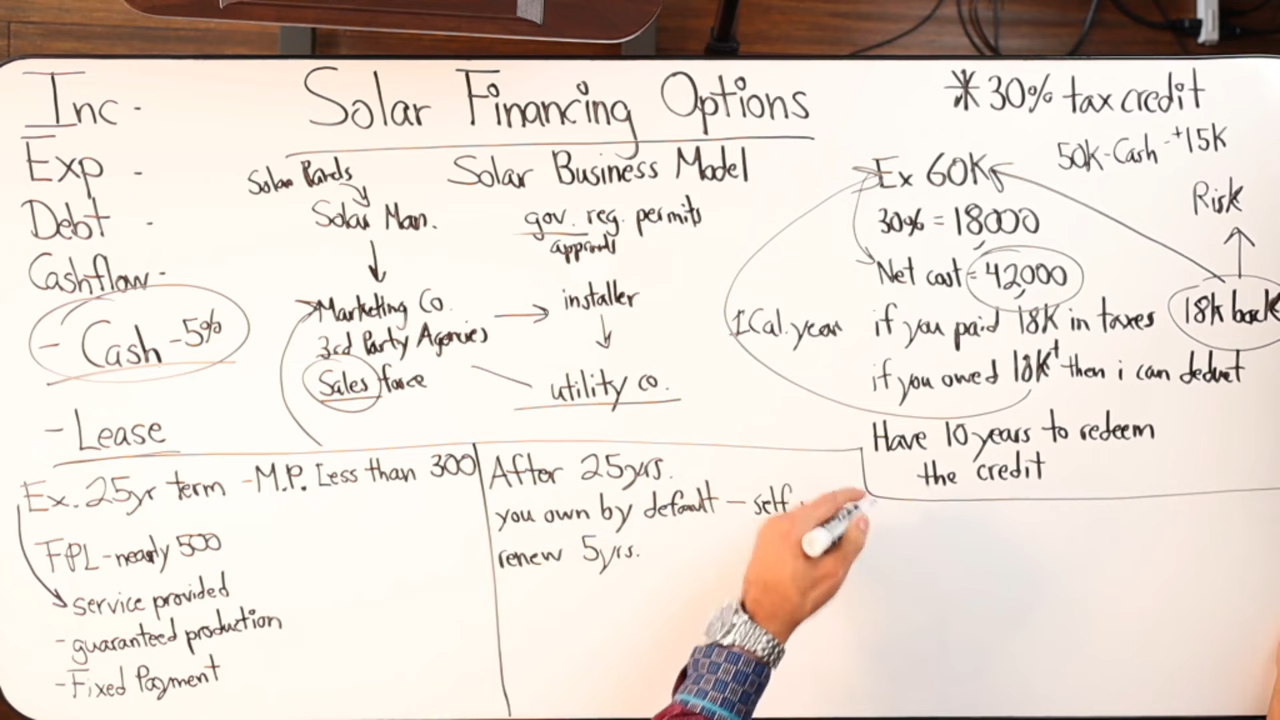 Solar Financing Options
Inc -
Exp -
Debt -
Cashflow -
- Cash - 5%
- Lease
Solar Business Model
Solar Man.
gov. reg. permits
Marketing Co.
3rd Party Agencies
Sales force
installer
utility co.
* 30% tax credit
50K - Cash - +15K
Ex 60K
30% = 18000
Net cost = 42,000
Risk
18k back
1 Cal. year
if you paid 18K in taxes
if you owed 18K+ then i can deduct
Have 10 years to redeem
the credit
Ex. 25yr term - M.P. Less than 300
FPL - nearly 500
service provided
- guaranteed production
- Fixed Payment
After 25yrs.
you own by default - self
renew 5yrs.